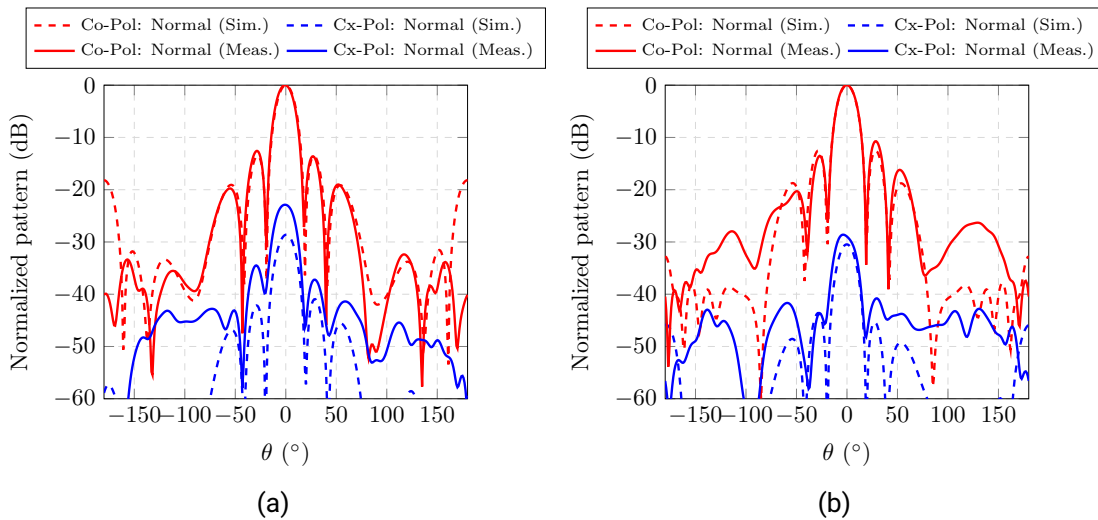 Co-Pol: Normal (Sim.) Cx-Pol: Normal (Sim.)
Co-Pol: Normal (Meas.) Cx-Pol: Normal (Meas.)
0
−10
−20
−30
−40
−50
−60
Normalized pattern (dB)
−150 −100 −50 0 50 100 150
θ (°)
(a)
Co-Pol: Normal (Sim.) Cx-Pol: Normal (Sim.)
Co-Pol: Normal (Meas.) Cx-Pol: Normal (Meas.)
0
−10
−20
−30
−40
−50
−60
Normalized pattern (dB)
−150 −100 −50 0 50 100 150
θ (°)
(b)